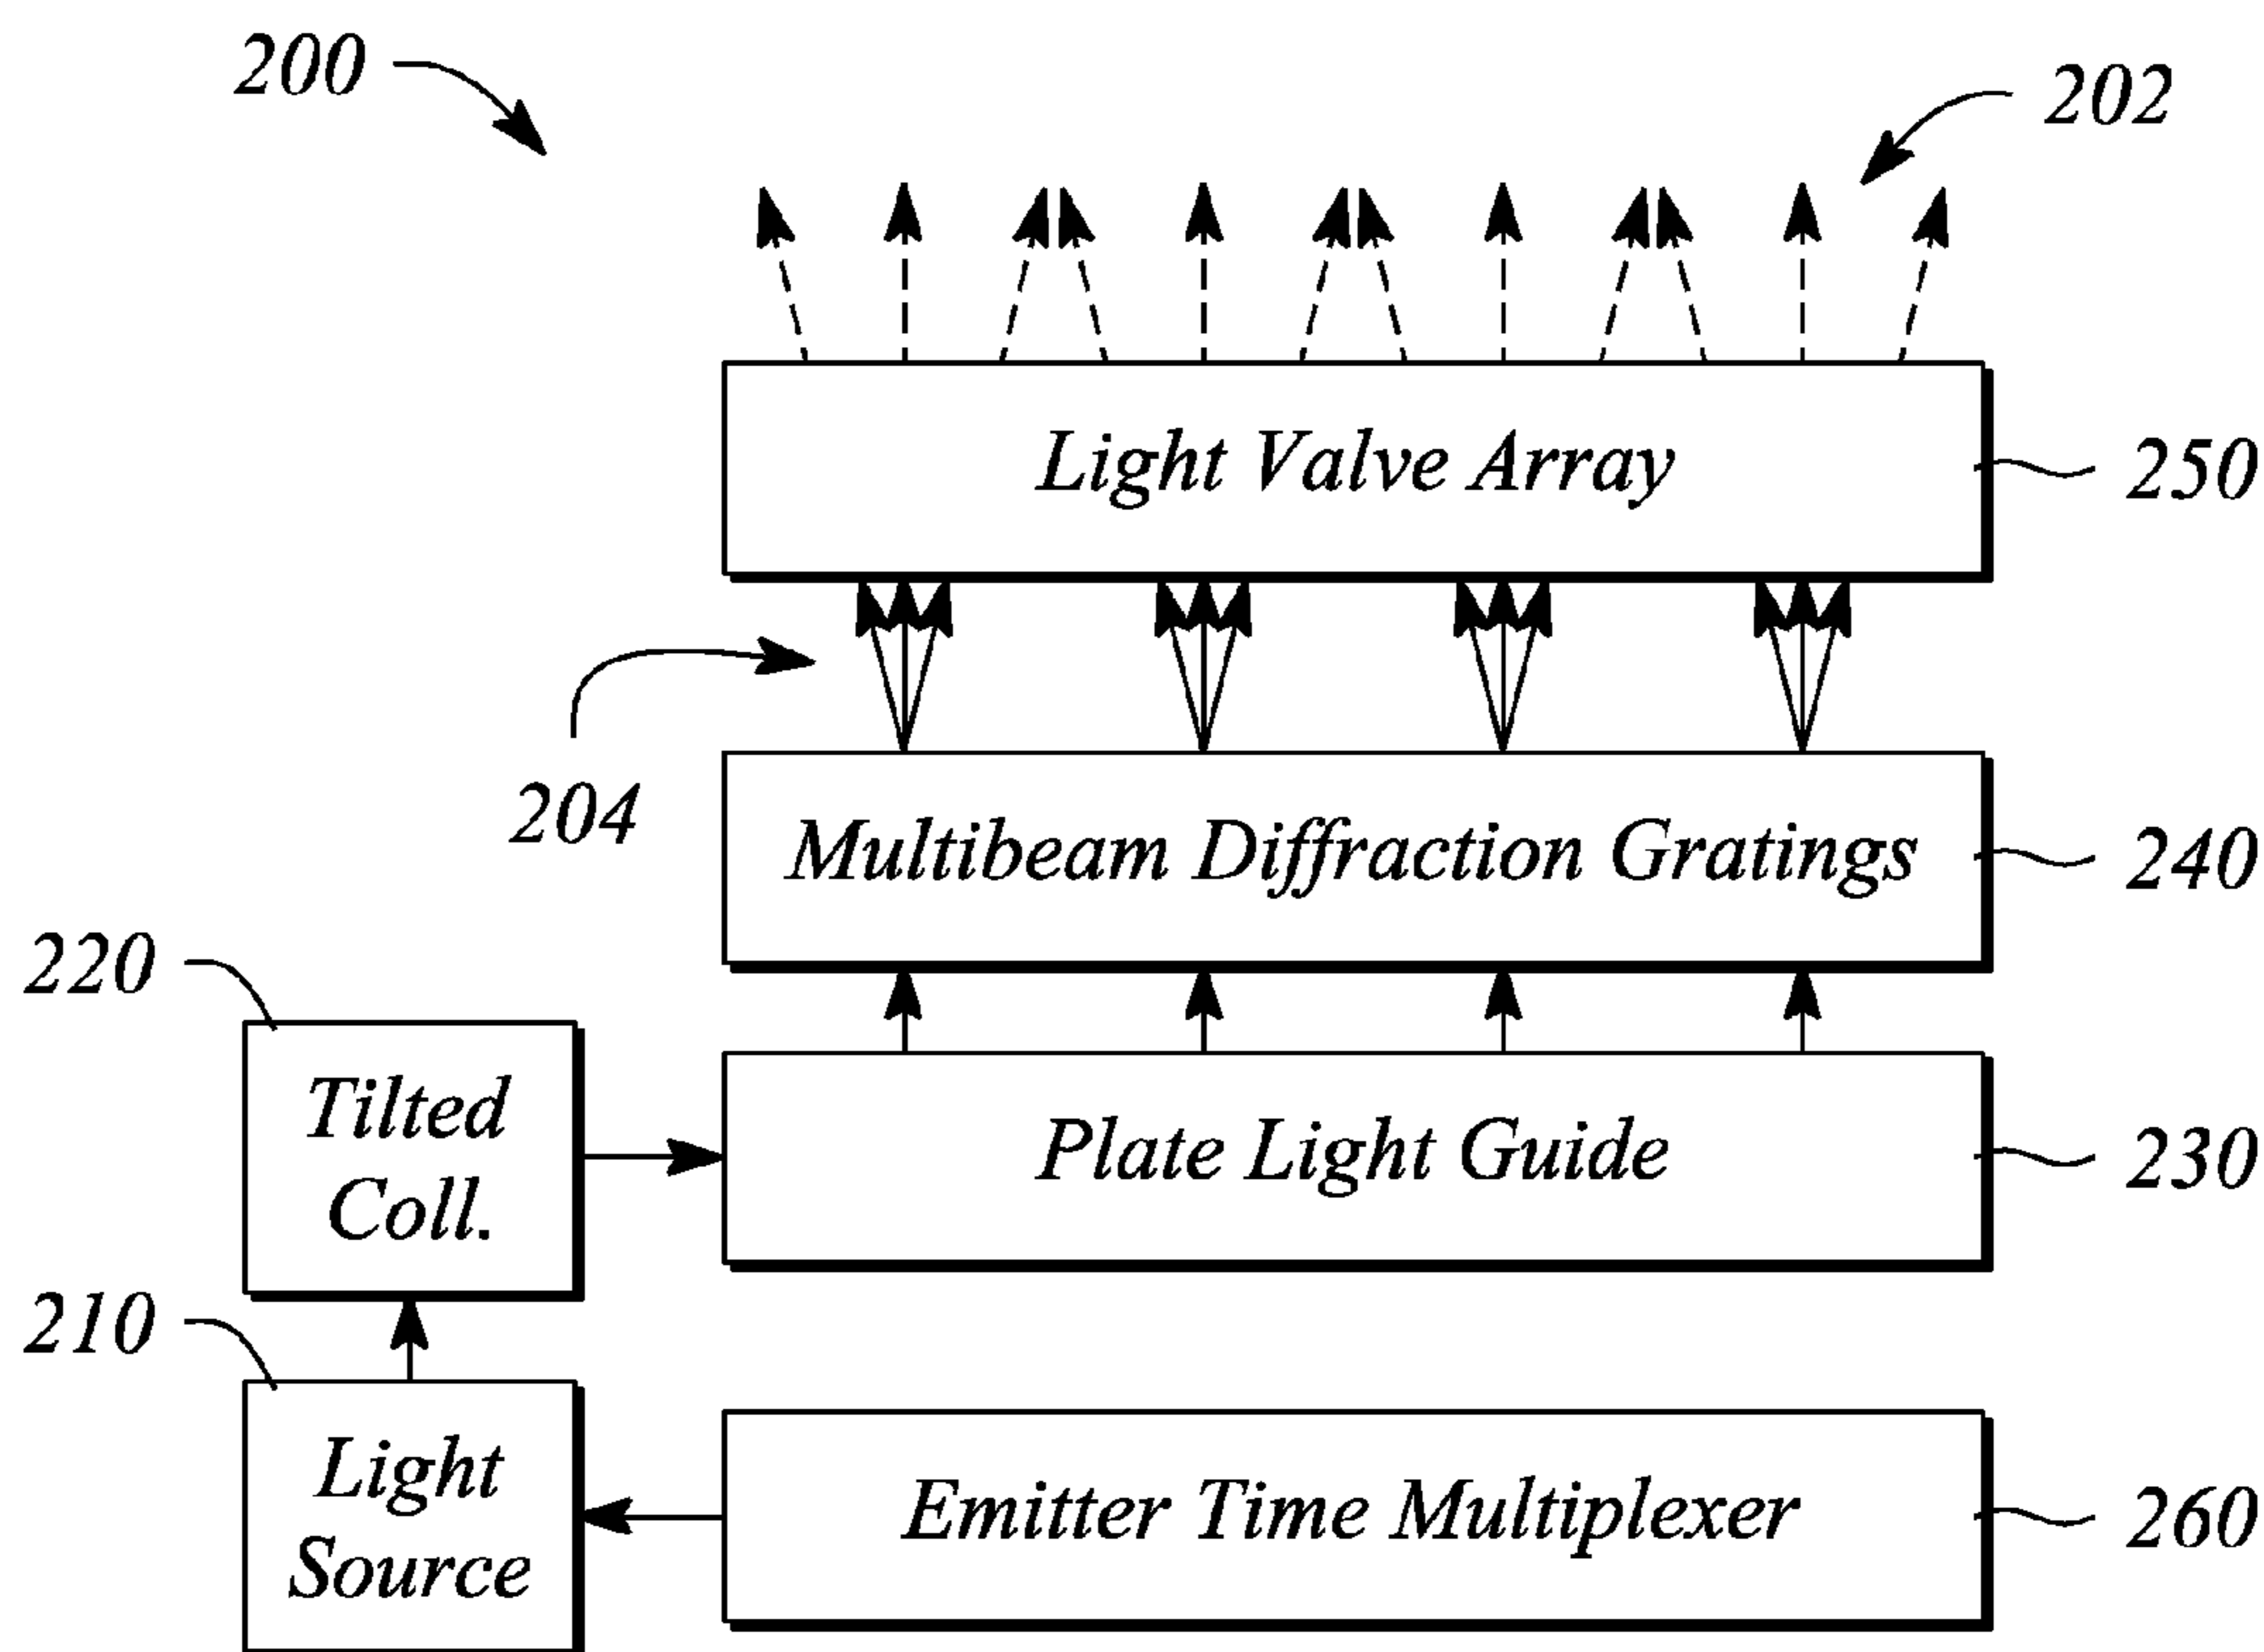 200
202
Light Valve Array
250
204
Multibeam Diffraction Gratings
240
220
Tilted
Coll.
Plate Light Guide
230
210
Light
Source
Emitter Time Multiplexer
260